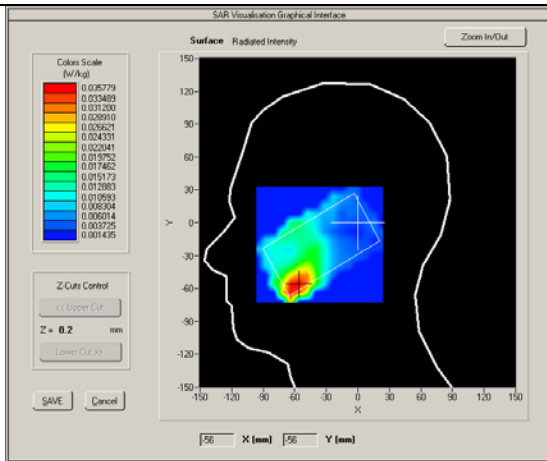 SAR Visualisation Graphical Interface
Surface Radiated Intensity
Zoom In/Out
Colors Scale
(W/kg)
0.035779
0.033489
0.031200
0.028910
0.026621
0.024331
0.022041
0.019752
0.017462
0.015173
0.012883
0.010593
0.008304
0.006014
0.003725
0.001435
Z-Cuts Control
<< Upper Cut
Z = 0.2 mm
Lower Cut >>
SAVE
Cancel
150-
120-
90-
60-
30-
0-
-30-
-60-
-90-
-120-
-150-
Y
-150 -120 -90 -60 -30 0 30 60 90 120 150
X
-56 X (mm) -56 Y (mm)